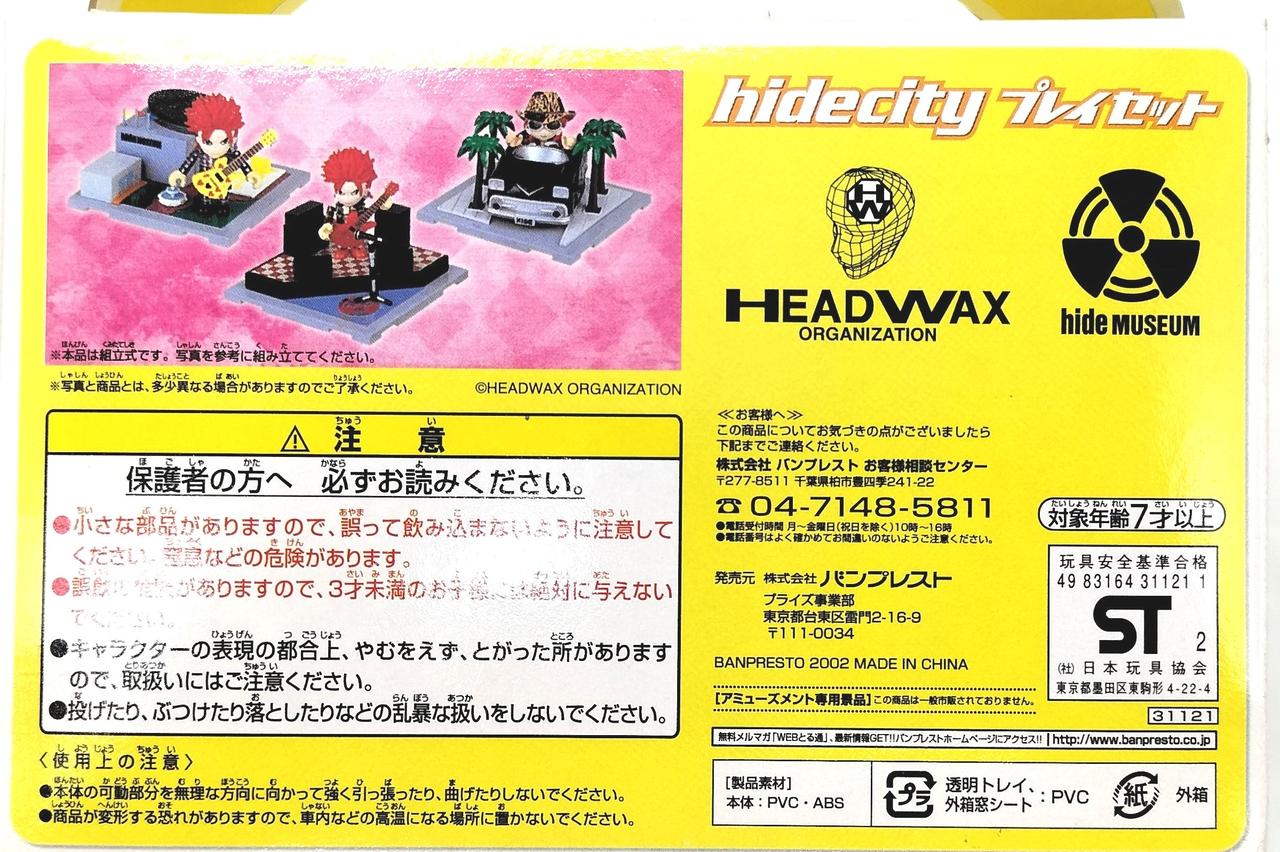 hidecity プレイセット
※本品は組立式です。写真を参考に組み立ててください。
※写真と商品とは、多少異なる場合がありますのでご了承ください。
©HEADWAX ORGANIZATION
HW
HEADWAX
ORGANIZATION
hide MUSEUM
⚠注意
保護者の方へ 必ずお読みください。
●小さな部品がありますので、誤って飲み込まないように注意して
ください。窒息などの危険があります。
●誤飲の危険がありますので、3才未満のお子様には絶対に与えない
でください。
●キャラクターの表現の都合上、やむをえず、とがった所があります
ので、取扱いにはご注意ください。
●投げたり、ぶつけたり落としたりなどの乱暴な扱いをしないでください。
〈使用上の注意〉
●本体の可動部分を無理な方向に向かって強く引っ張ったり、曲げたりしないでください。
●商品が変形する恐れがありますので、車内などの高温になる場所に置かないでください。
≪お客様へ≫
この商品についてお気づきの点がございましたら
下記までご連絡ください。
株式会社 バンプレスト お客様相談センター
〒277-8511 千葉県柏市豊四季241-22
☎04-7148-5811
●電話受付時間 月~金曜日(祝日を除く)10時~16時
●電話番号はよく確かめてお間違いのないようご注意ください。
発売元 株式会社 バンプレスト
プライズ事業部
東京都台東区雷門2-16-9
〒111-0034
BANPRESTO 2002 MADE IN CHINA
[アミューズメント専用景品]この商品は一般市販されておりません。
対象年齢7才以上
玩具安全基準合格
49 83164 31121 1
ST 2
(社)日本玩具協会
東京都墨田区東駒形4-22-4
31121
無料メルマガ「WEBとる通」、最新情報GET!!バンプレストホームページにアクセス!! http://www.banpresto.co.jp
[製品素材]
本体:PVC・ABS
プラ 透明トレイ、
外箱窓シート:PVC
紙 外箱